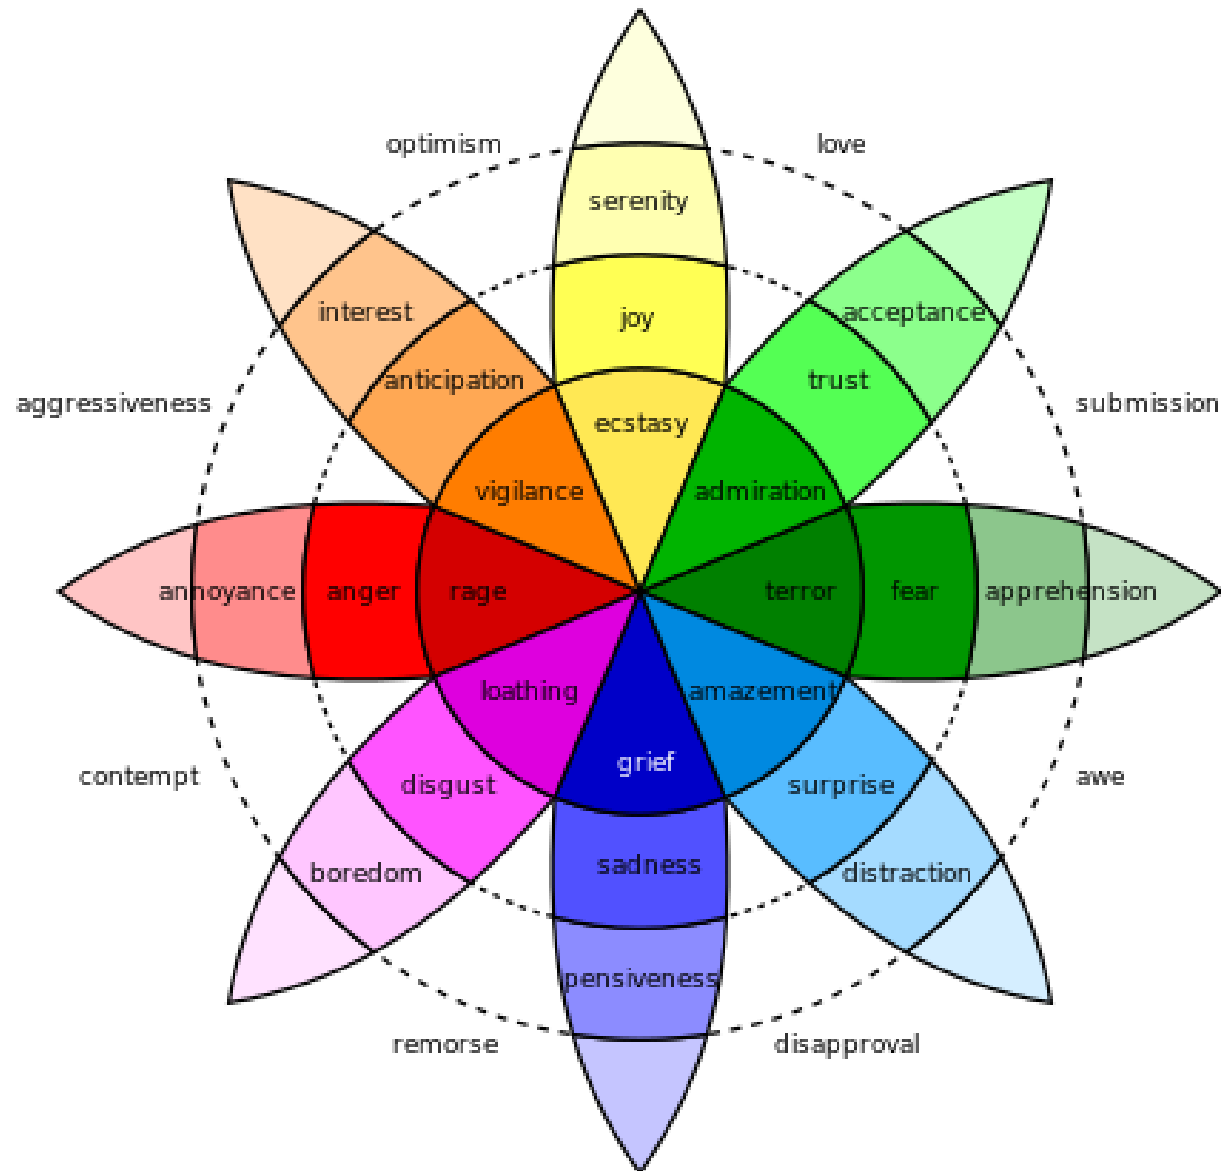 optimism
love
serenity
interest
acceptance
joy
anticipation
trust
aggressiveness
submission
ecstasy
vigilance
admiration
annoyance
anger
rage
terror
fear
apprehension
loathing
amazement
grief
contempt
awe
disgust
surprise
sadness
boredom
distraction
pensiveness
remorse
disapproval